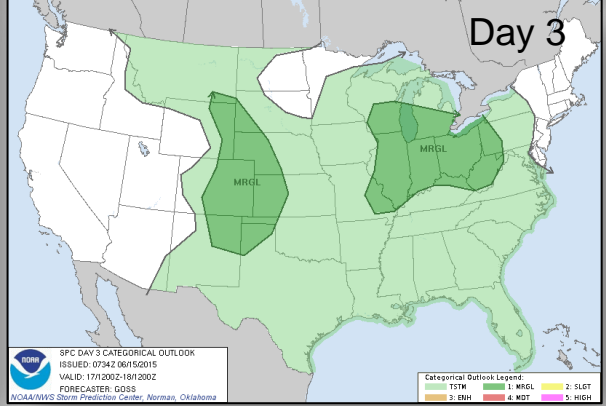 Day 3
MRGL
MRGL
NOAA
SPC DAY 3 CATEGORICAL OUTLOOK
ISSUED: 0734Z 06/15/2015
VALID: 17/1200Z-18/1200Z
FORECASTER: GOSS
NOAA/NWS Storm Prediction Center, Norman, Oklahoma
Categorical Outlook Legend:
TSTM 1: MRGL 2: SLGT
3: ENH 4: MDT 5: HIGH